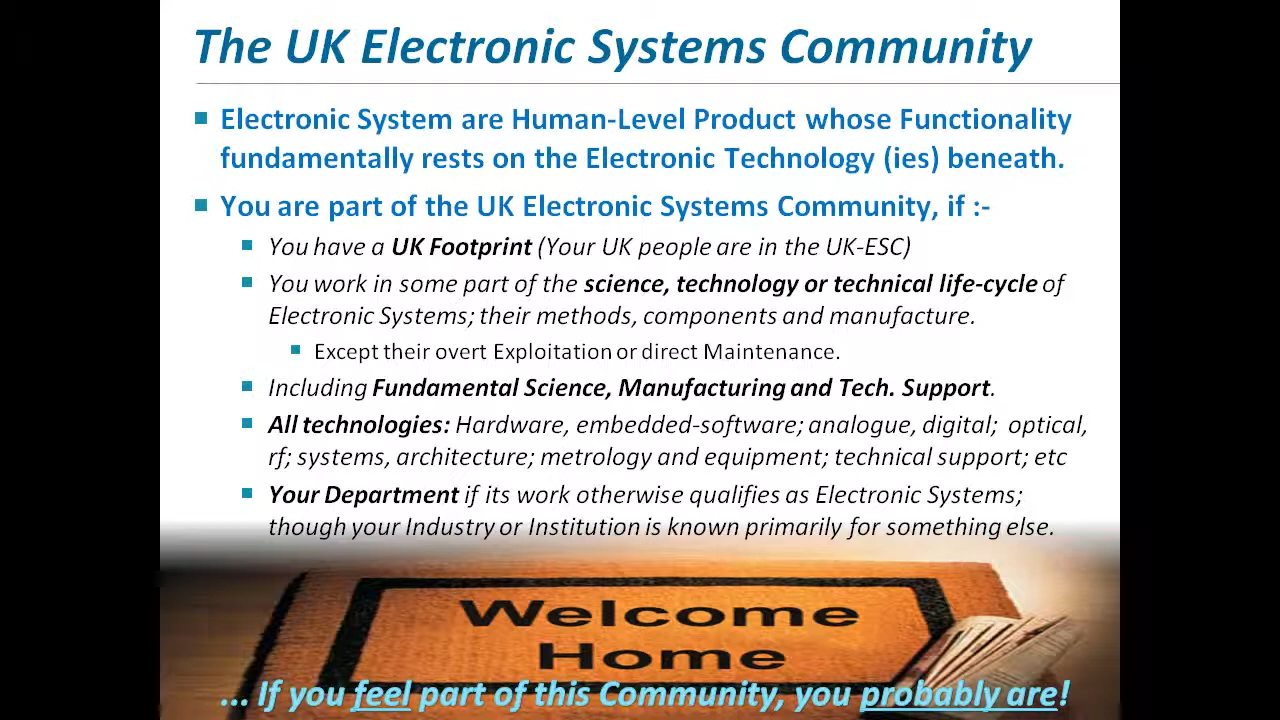 The UK Electronic Systems Community
Electronic System are Human-Level Product whose Functionality
fundamentally rests on the Electronic Technology (ies) beneath.
You are part of the UK Electronic Systems Community, if :-
You have a UK Footprint (Your UK people are in the UK-ESC)
You work in some part of the science, technology or technical life-cycle of
Electronic Systems; their methods, components and manufacture.
Except their overt Exploitation or direct Maintenance.
Including Fundamental Science, Manufacturing and Tech. Support.
All technologies: Hardware, embedded-software; analogue, digital; optical,
rf; systems, architecture; metrology and equipment; technical support; etc
Your Department if its work otherwise qualifies as Electronic Systems;
though your Industry or Institution is known primarily for something else.
Welcome
Home
... If you feel part of this Community, you probably are!